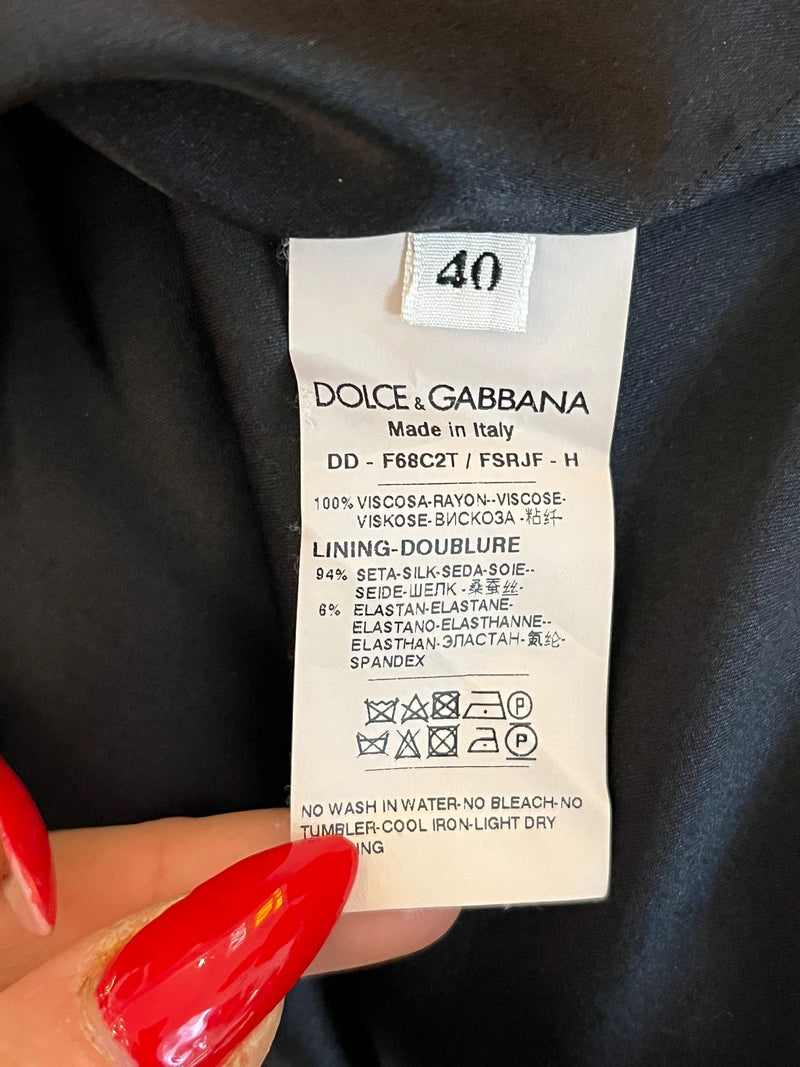 40
DOLCE & GABBANA
Made in Italy
DD - F68C2T / FSRJF - H
100% VISCOSA-RAYON--VISCOSE-
VISKOSE-ВИСКОЗА -粘纤
LINING-DOUBLURE
94% SETA-SILK-SEDA-SOIE--
SEIDE-ШЕЛК -桑蚕丝-
6% ELASTAN-ELASTANE-
ELASTANO-ELASTHANNE--
ELASTHAN-ЭЛАСТАН-氨纶-
SPANDEX
P
P
NO WASH IN WATER-NO BLEACH-NO
TUMBLER-COOL IRON-LIGHT DRY